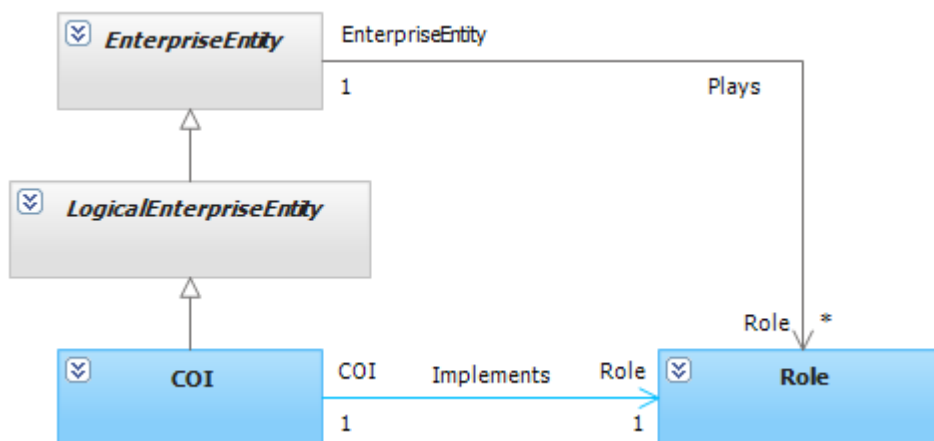 EnterpriseEntity
EnterpriseEntity
1
Plays
LogicalEnterpriseEntity
Role *
COI
COI Implements Role
Role
1 1